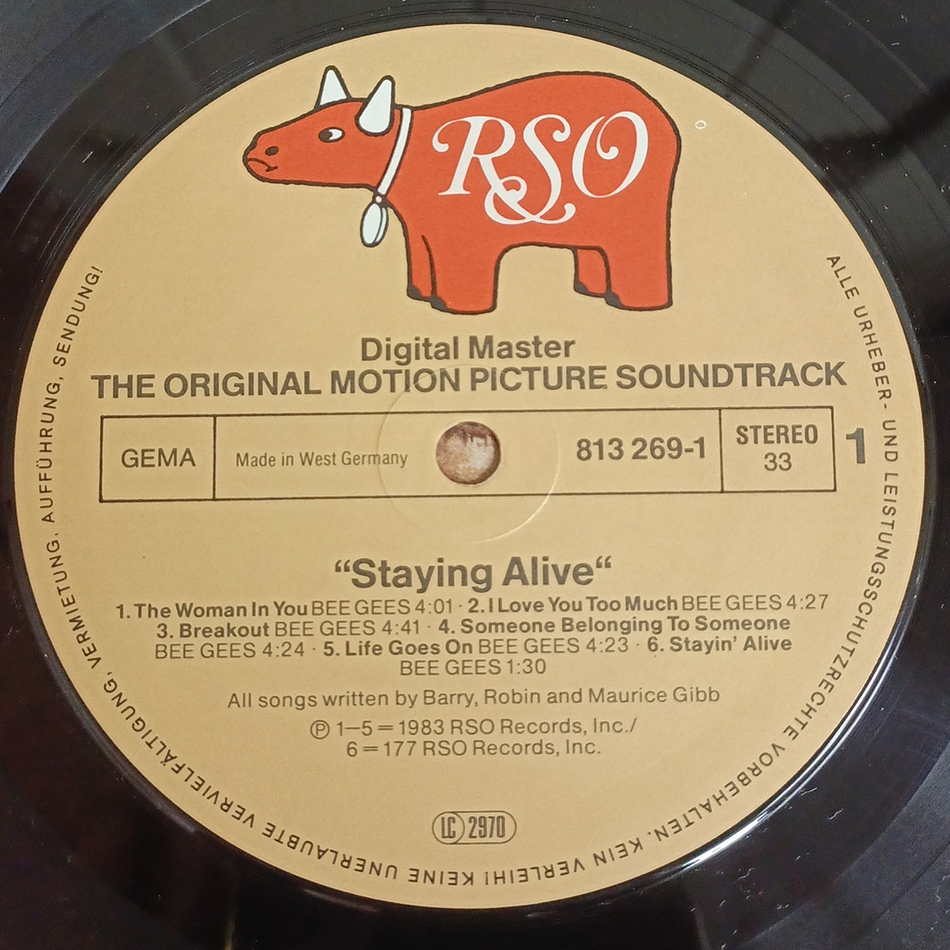 RSO
Digital Master
THE ORIGINAL MOTION PICTURE SOUNDTRACK
GEMA
Made in West Germany
813 269-1
STEREO
33
1
“Staying Alive“
1. The Woman In You BEE GEES 4:01 · 2. I Love You Too Much BEE GEES 4:27
3. Breakout BEE GEES 4:41 · 4. Someone Belonging To Someone
BEE GEES 4:24 · 5. Life Goes On BEE GEES 4:23 · 6. Stayin’ Alive
BEE GEES 1:30
All songs written by Barry, Robin and Maurice Gibb
Ⓟ 1–5 = 1983 RSO Records, Inc./
6 = 177 RSO Records, Inc.
LC 2970
ALLE URHEBER- UND LEISTUNGSSCHUTZRECHTE VORBEHALTEN. KEIN VERLEIH! KEINE UNERLAUBTE VERVIELFÄLTIGUNG, VERMIETUNG, AUFFÜHRUNG, SENDUNG!